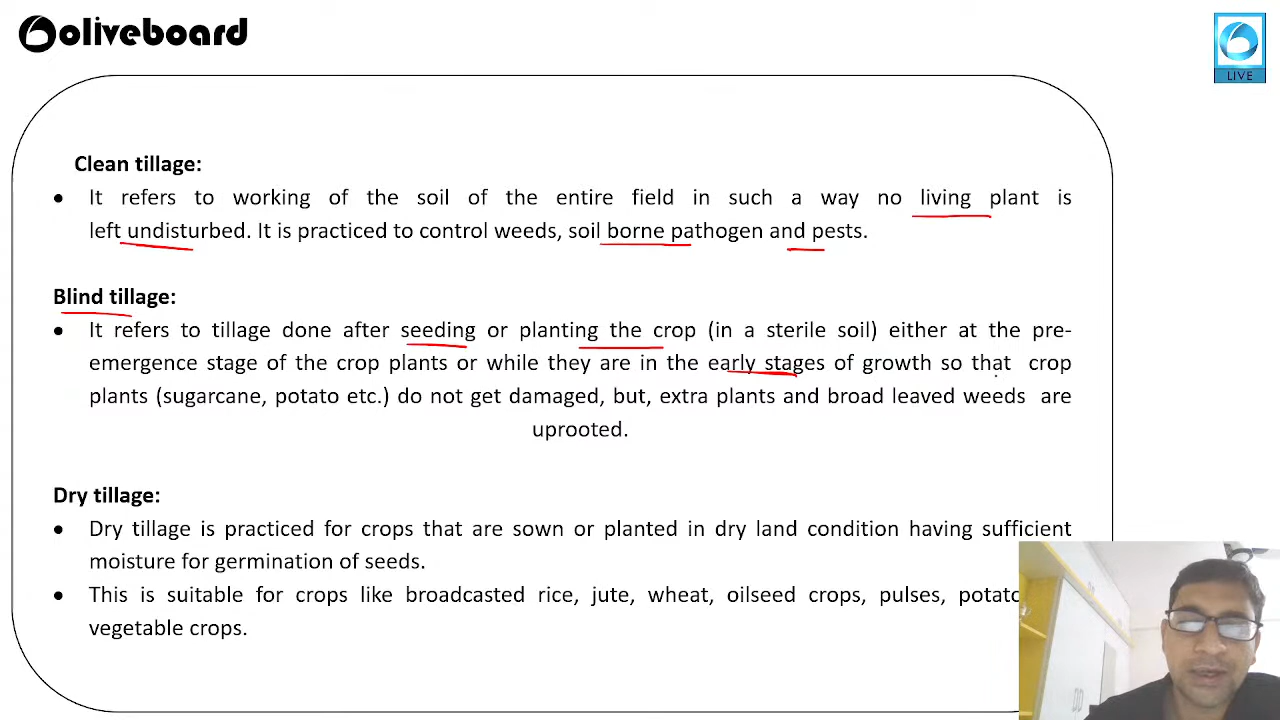 oliveboard
LIVE
Clean tillage:
• It refers to working of the soil of the entire field in such a way no living plant is
left undisturbed. It is practiced to control weeds, soil borne pathogen and pests.
Blind tillage:
• It refers to tillage done after seeding or planting the crop (in a sterile soil) either at the pre-
emergence stage of the crop plants or while they are in the early stages of growth so that crop
plants (sugarcane, potato etc.) do not get damaged, but, extra plants and broad leaved weeds are
uprooted.
Dry tillage:
• Dry tillage is practiced for crops that are sown or planted in dry land condition having sufficient
moisture for germination of seeds.
• This is suitable for crops like broadcasted rice, jute, wheat, oilseed crops, pulses, potato
vegetable crops.